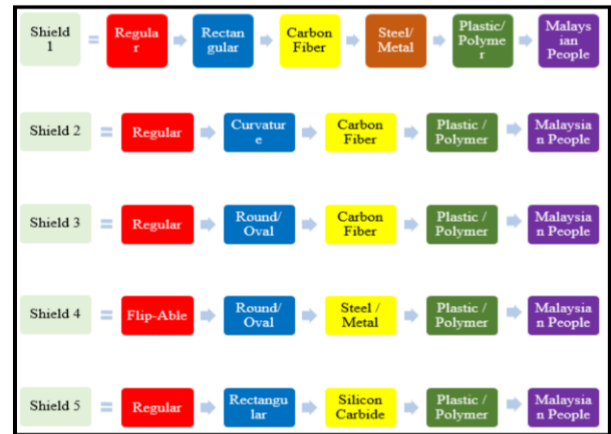 Shield
1
=
Regula
r
Rectan
gular
Carbon
Fiber
Steel/
Metal
Plastic/
Polyme
r
Malays
ian
People
Shield 2
=
Regular
Curvatur
e
Carbon
Fiber
Plastic /
Polymer
Malaysia
n People
Shield 3
=
Regular
Round/
Oval
Carbon
Fiber
Plastic /
Polymer
Malaysia
n People
Shield 4
=
Flip-Able
Round/
Oval
Steel /
Metal
Plastic /
Polymer
Malaysia
n People
Shield 5
=
Regular
Rectangu
lar
Silicon
Carbide
Plastic /
Polymer
Malaysia
n People